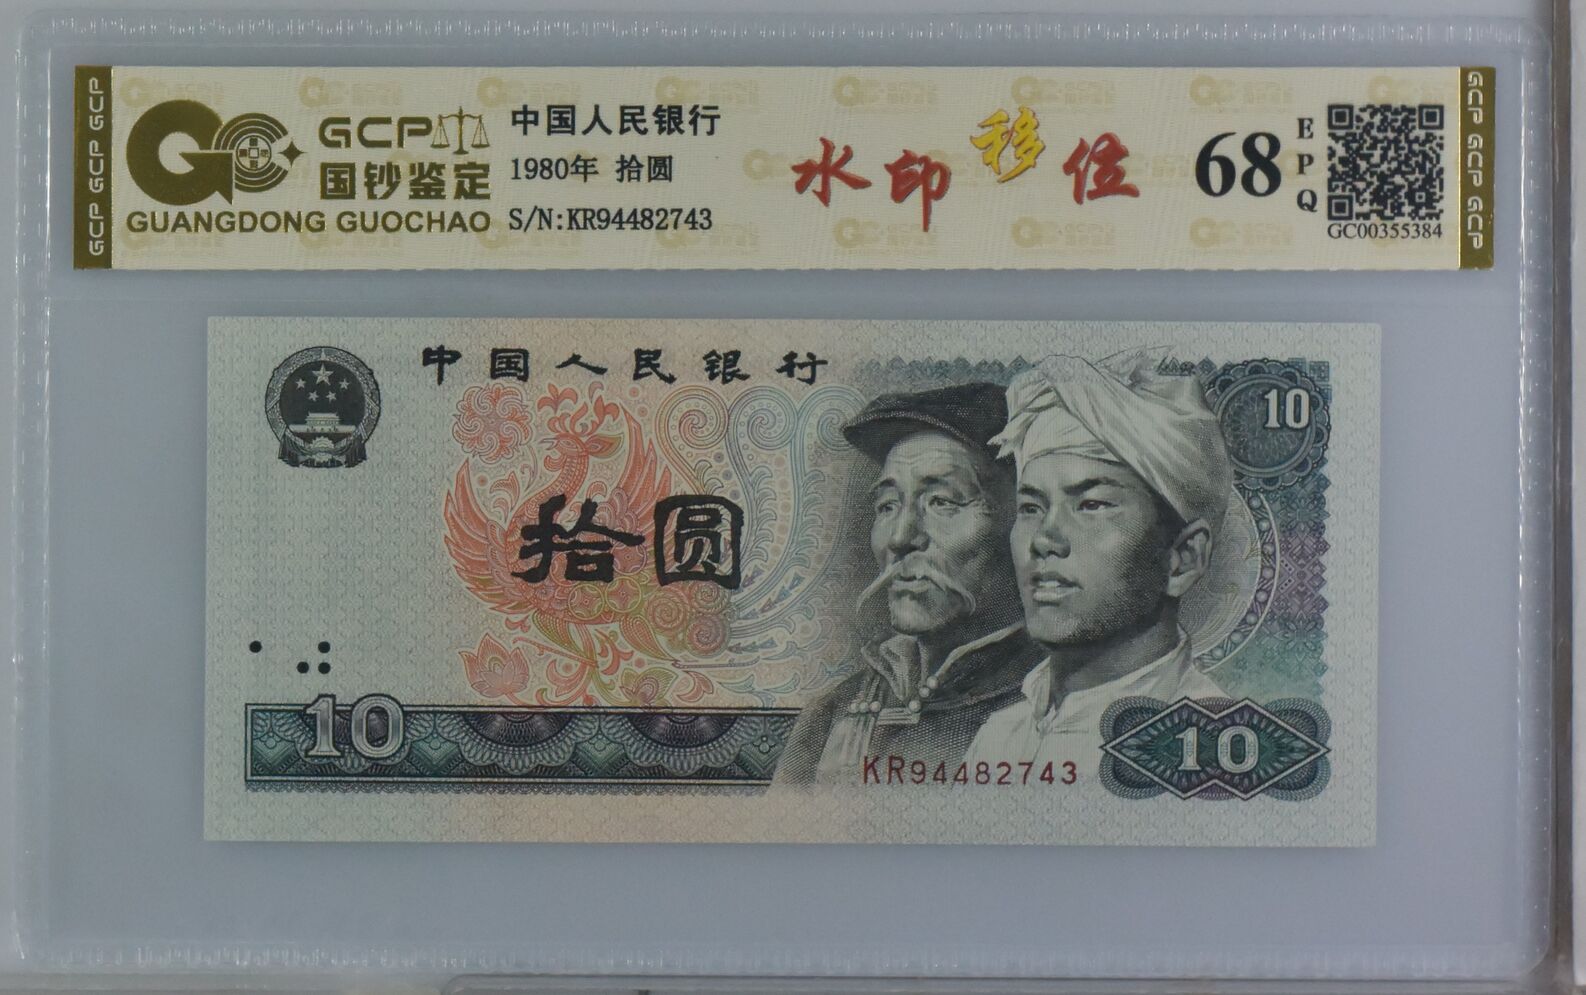 GCP GCP GCP
GCP
国钞鉴定
GUANGDONG GUOCHAO
中国人民银行
1980年 拾圆
S/N:KR94482743
水印移位
68
EPQ
GC00355384
GCP GCP GCP
中国人民银行
10
拾圆
10
KR94482743
10